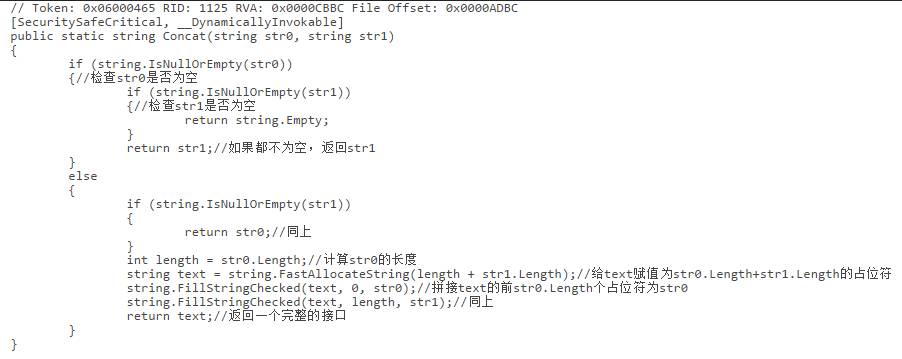 // Token: 0x06000465 RID: 1125 RVA: 0x0000CBBC File Offset: 0x0000ADBC
[SecuritySafeCritical, __DynamicallyInvokable]
public static string Concat(string str0, string str1)
{
if (string.IsNullOrEmpty(str0))
{//检查str0是否为空
if (string.IsNullOrEmpty(str1))
{//检查str1是否为空
return string.Empty;
}
return str1;//如果都不为空，返回str1
}
else
{
if (string.IsNullOrEmpty(str1))
{
return str0;//同上
}
int length = str0.Length;//计算str0的长度
string text = string.FastAllocateString(length + str1.Length);//给text赋值为str0.Length+str1.Length的占位符
string.FillStringChecked(text, 0, str0);//拼接text的前str0.Length个占位符为str0
string.FillStringChecked(text, length, str1);//同上
return text;//返回一个完整的接口
}
}